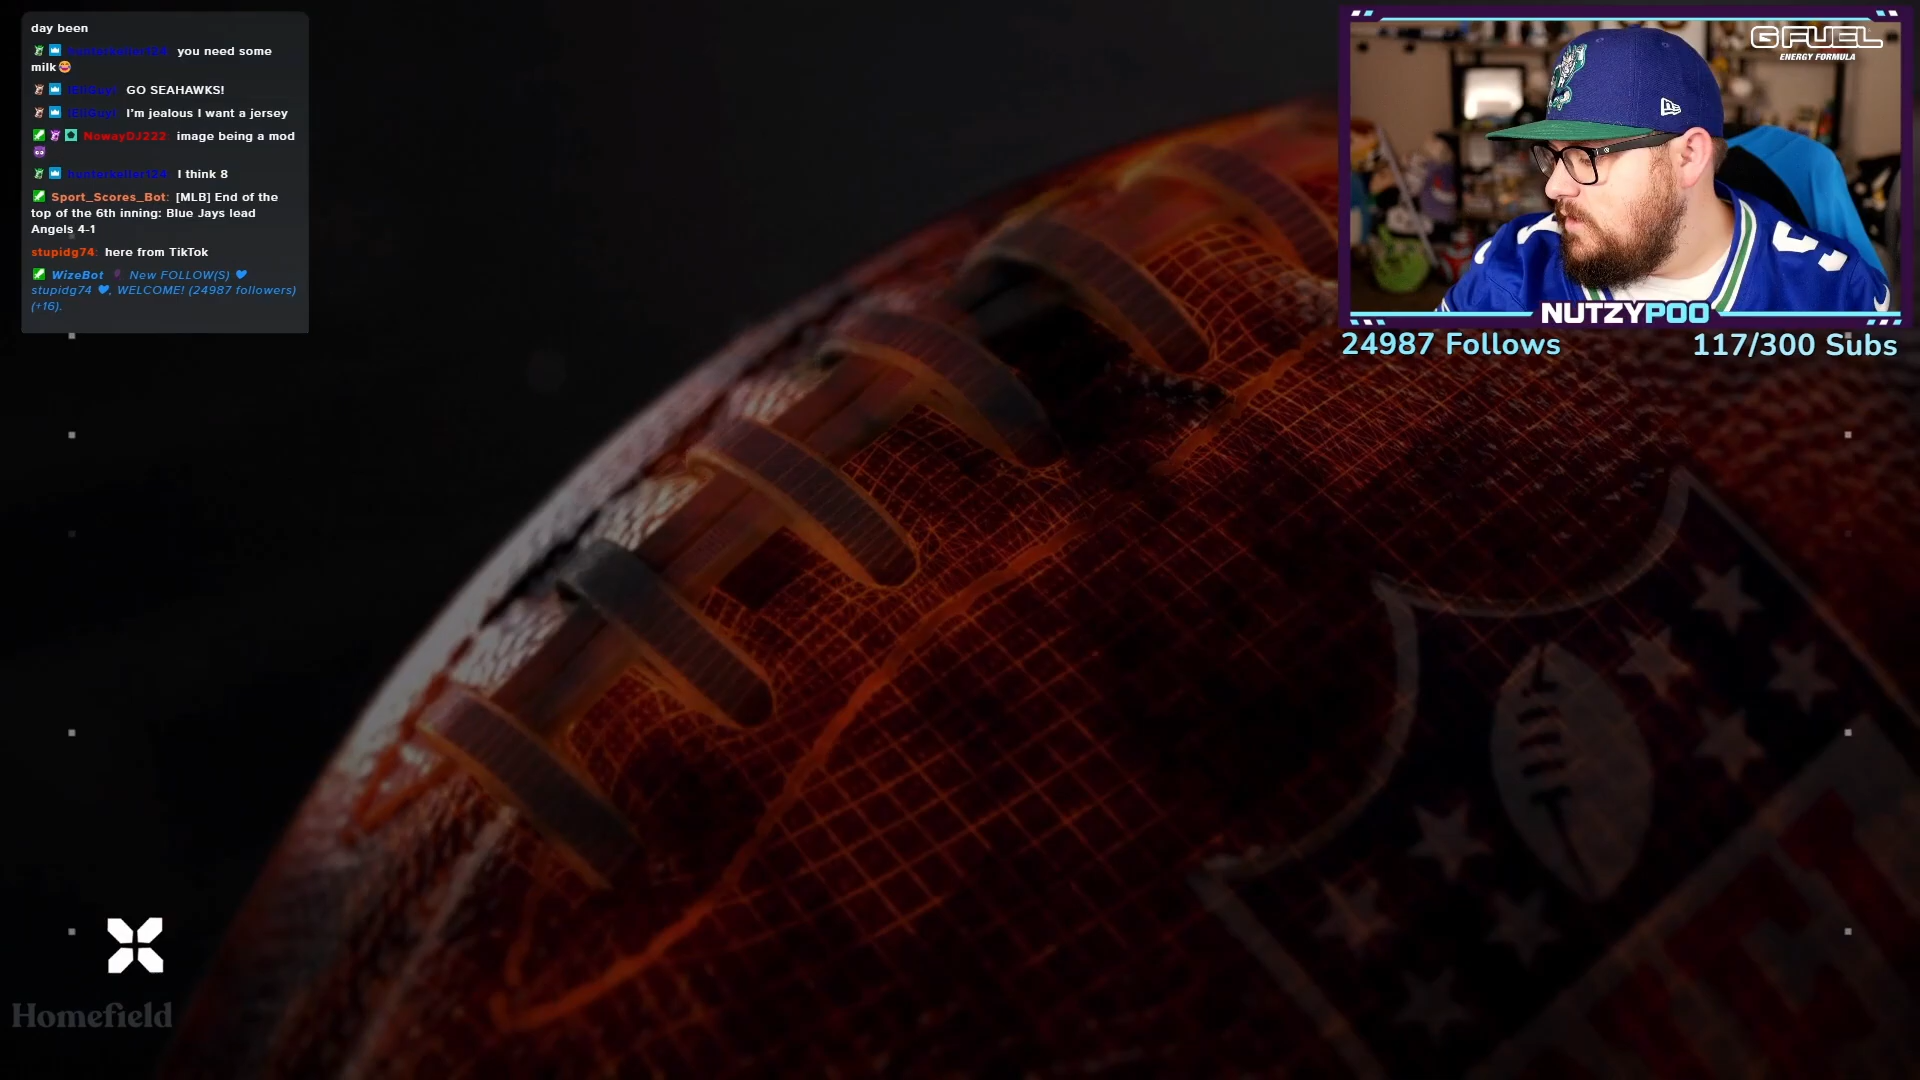 day been
hunterkeller124: you need some
milk
GO SEAHAWKS!
I'm jealous I want a jersey
NowayDJ222: image being a mod
hunterkeller124: I think 8
Sport_Scores_Bot: [MLB] End of the
top of the 6th inning: Blue Jays lead
Angels 4-1
stupidg74: here from TikTok
WizeBot New FOLLOW(S)
stupidg74, WELCOME! (24987 followers)
(+16).
GFUEL
ENERGY FORMULA
NUTZYPOO
24987 Follows
117/300 Subs
Homefield